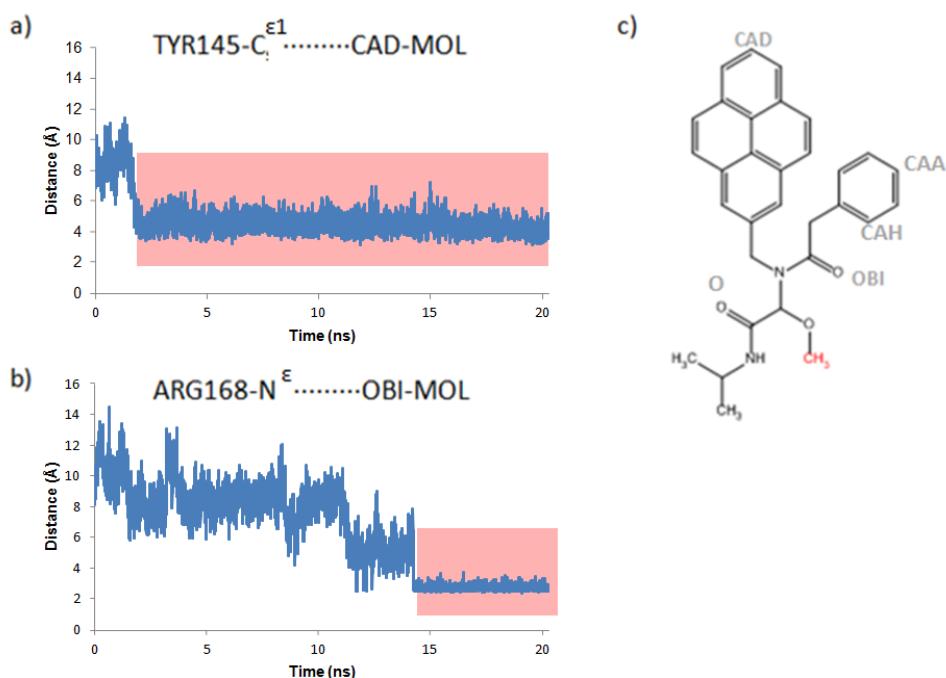 a)
TYR145-Cε1.........CAD-MOL
16
14
12
10
8
6
4
2
0
Distance (Å)
0 5 10 15 20
Time (ns)
b)
ARG168-Nε.........OBI-MOL
16
14
12
10
8
6
4
2
0
Distance (Å)
0 5 10 15 20
Time (ns)
c)
CAD
CAA
CAH
N
O
OBI
O
O
O
H₃C
NH
CH₃
CH₃